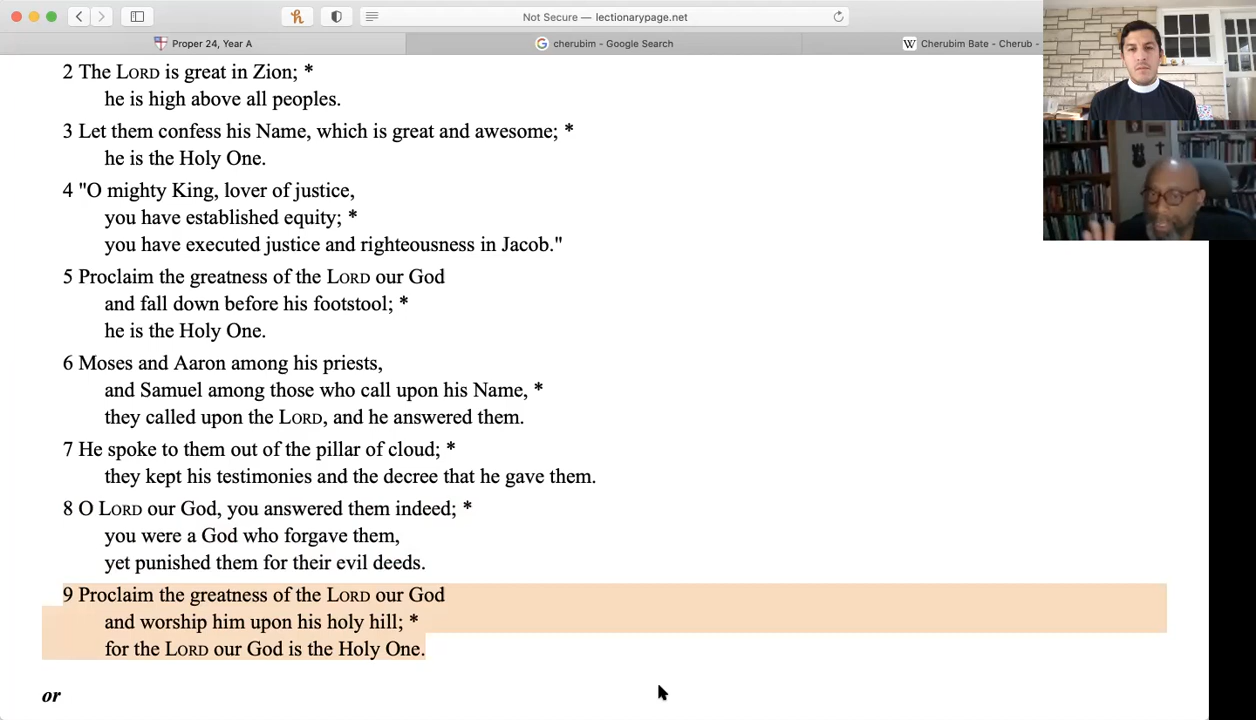 Not Secure — lectionarypage.net
Proper 24, Year A
cherubim - Google Search
W Cherubim Bate - Cherub -
2 The LORD is great in Zion; *
he is high above all peoples.
3 Let them confess his Name, which is great and awesome; *
he is the Holy One.
4 "O mighty King, lover of justice,
you have established equity; *
you have executed justice and righteousness in Jacob."
5 Proclaim the greatness of the LORD our God
and fall down before his footstool; *
he is the Holy One.
6 Moses and Aaron among his priests,
and Samuel among those who call upon his Name, *
they called upon the LORD, and he answered them.
7 He spoke to them out of the pillar of cloud; *
they kept his testimonies and the decree that he gave them.
8 O LORD our God, you answered them indeed; *
you were a God who forgave them,
yet punished them for their evil deeds.
9 Proclaim the greatness of the LORD our God
and worship him upon his holy hill; *
for the LORD our God is the Holy One.
or